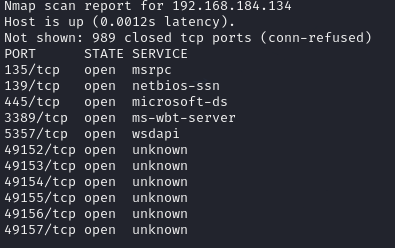 Nmap scan report for 192.168.184.134
Host is up (0.0012s latency).
Not shown: 989 closed tcp ports (conn-refused)
PORT      STATE SERVICE
135/tcp   open  msrpc
139/tcp   open  netbios-ssn
445/tcp   open  microsoft-ds
3389/tcp  open  ms-wbt-server
5357/tcp  open  wsdapi
49152/tcp open  unknown
49153/tcp open  unknown
49154/tcp open  unknown
49155/tcp open  unknown
49156/tcp open  unknown
49157/tcp open  unknown